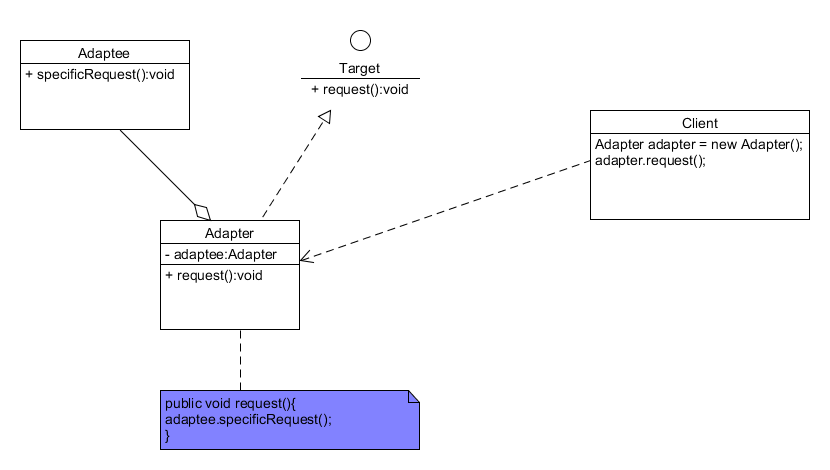 Adaptee
+ specificRequest():void
Target
+ request():void
Client
Adapter adapter = new Adapter();
adapter.request();
Adapter
- adaptee:Adapter
+ request():void
public void request(){
adaptee.specificRequest();
}